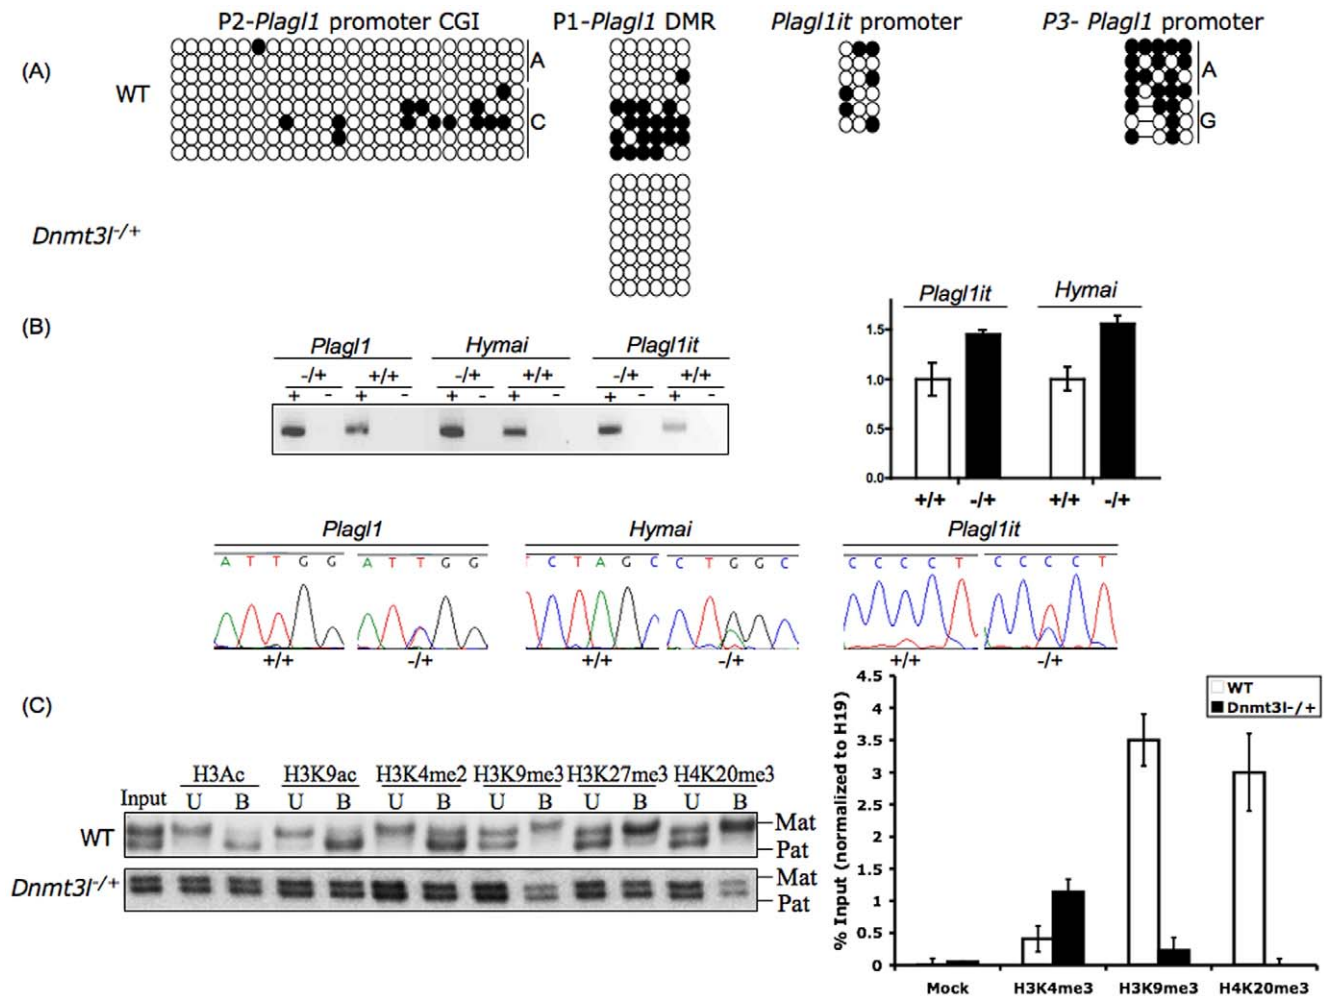 P2-Plagl1 promoter CGI P1-Plagl1 DMR Plagl1it promoter P3- Plagl1 promoter
(A)
WT
A
C
A
G
Dnmt3l-/+
(B)
Plagl1 Hymai Plagl1it
-/+ +/+ -/+ +/+ -/+ +/+
+ - + - + - + - + - + -
Plagl1it Hymai
1.5
1.0
0.5
0.0
+/+ -/+ +/+ -/+
Plagl1 Hymai Plagl1it
A T T G G A T T G G T C T A G C C T G G C C C C C T C C C C T
+/+ -/+ +/+ -/+ +/+ -/+
(C)
H3Ac H3K9ac H3K4me2 H3K9me3 H3K27me3 H4K20me3
Input U B U B U B U B U B U B
WT
Mat
Pat
Dnmt3l-/+
Mat
Pat
% Input (normalized to H19)
4.5
4
3.5
3
2.5
2
1.5
1
0.5
0
WT
Dnmt3l-/+
Mock H3K4me3 H3K9me3 H4K20me3